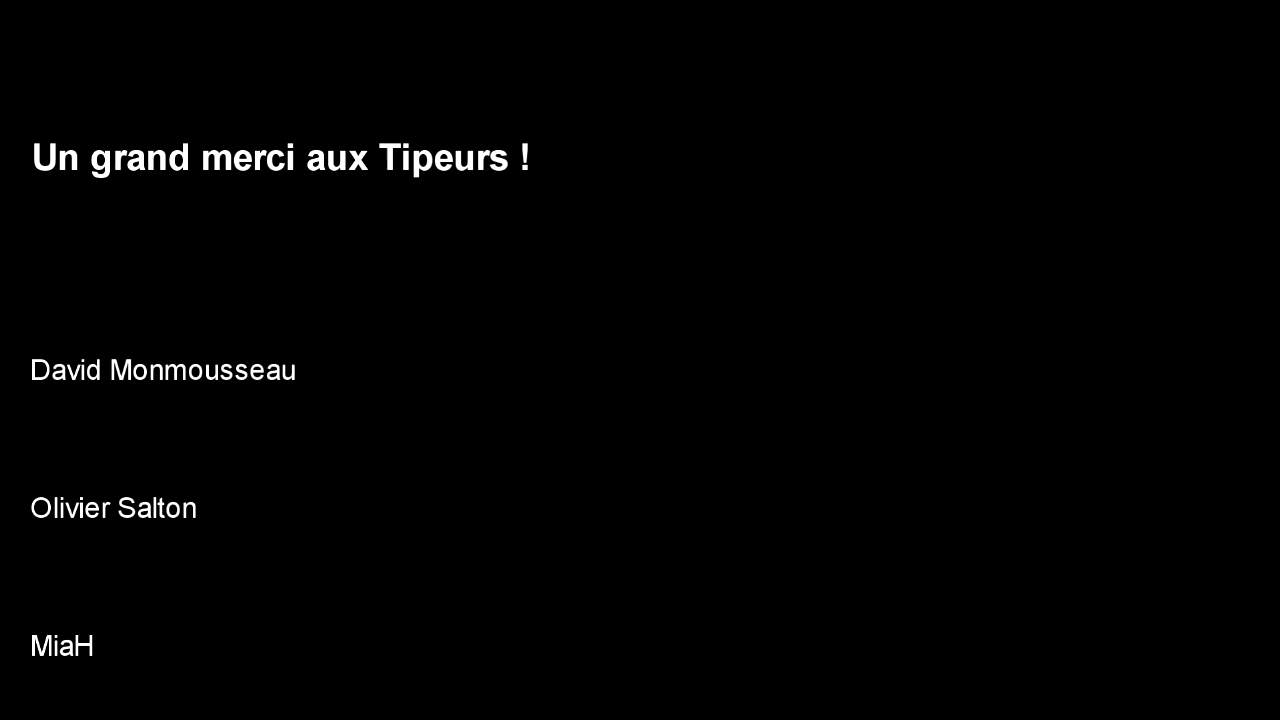 Un grand merci aux Tipeurs !
David Monmousseau
Olivier Salton
MiaH